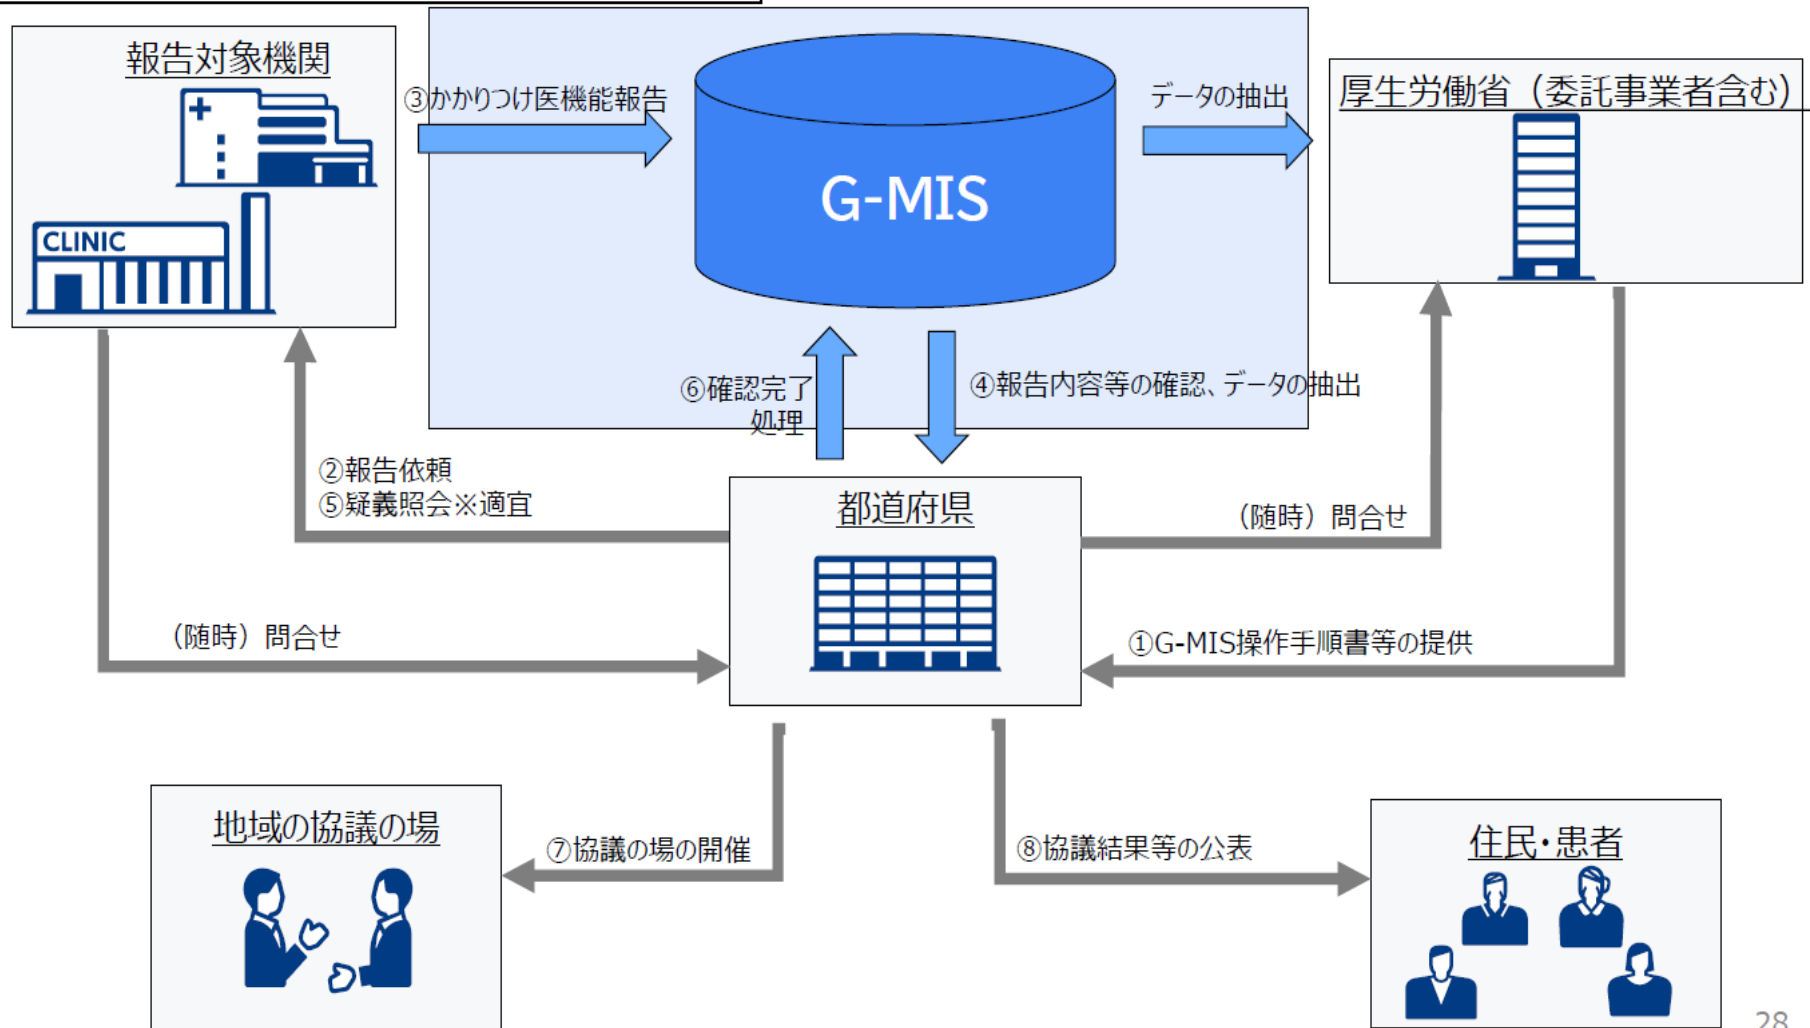 報告対象機関
CLINIC
③かかりつけ医機能報告
G-MIS
データの抽出
厚生労働省（委託事業者含む）
⑥確認完了
処理
④報告内容等の確認、データの抽出
②報告依頼
⑤疑義照会※適宜
都道府県
（随時）問合せ
（随時）問合せ
①G-MIS操作手順書等の提供
地域の協議の場
⑦協議の場の開催
⑧協議結果等の公表
住民・患者
28